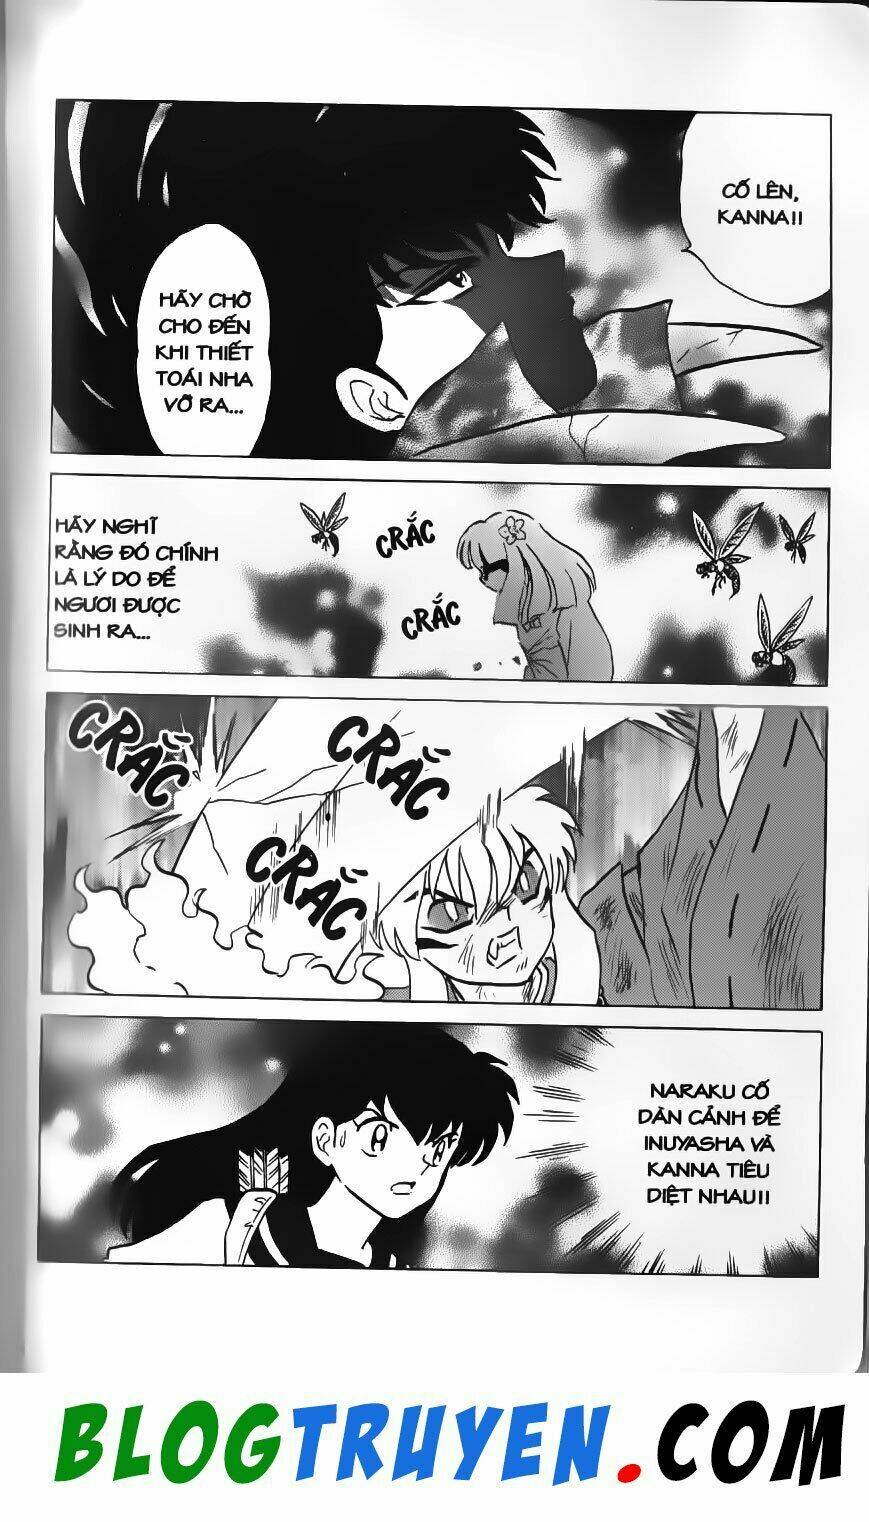 CỐ LÊN,
KANNA!!
HÃY CHỜ
CHO ĐẾN
KHI THIẾT
TOÁI NHA
VỠ RA...
HÃY NGHĨ
RẰNG ĐÓ CHÍNH
LÀ LÝ DO ĐỂ
NGƯƠI ĐƯỢC
SINH RA...
CRẮC
CRẮC
CRẮC
CRẮC
CRẮC
NARAKU CỐ
DÀN CẢNH ĐỂ
INUYASHA VÀ
KANNA TIÊU
DIỆT NHAU!!
BLOGTRUYEN.COM